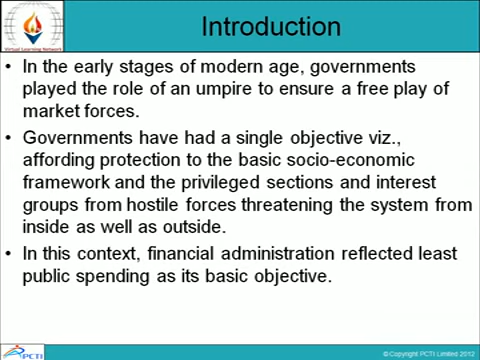 Introduction
Virtual Learning Network
• In the early stages of modern age, governments
played the role of an umpire to ensure a free play of
market forces.
• Governments have had a single objective viz.,
affording protection to the basic socio-economic
framework and the privileged sections and interest
groups from hostile forces threatening the system from
inside as well as outside.
• In this context, financial administration reflected least
public spending as its basic objective.
PCTI
©Copyright PCTI Limited 2012